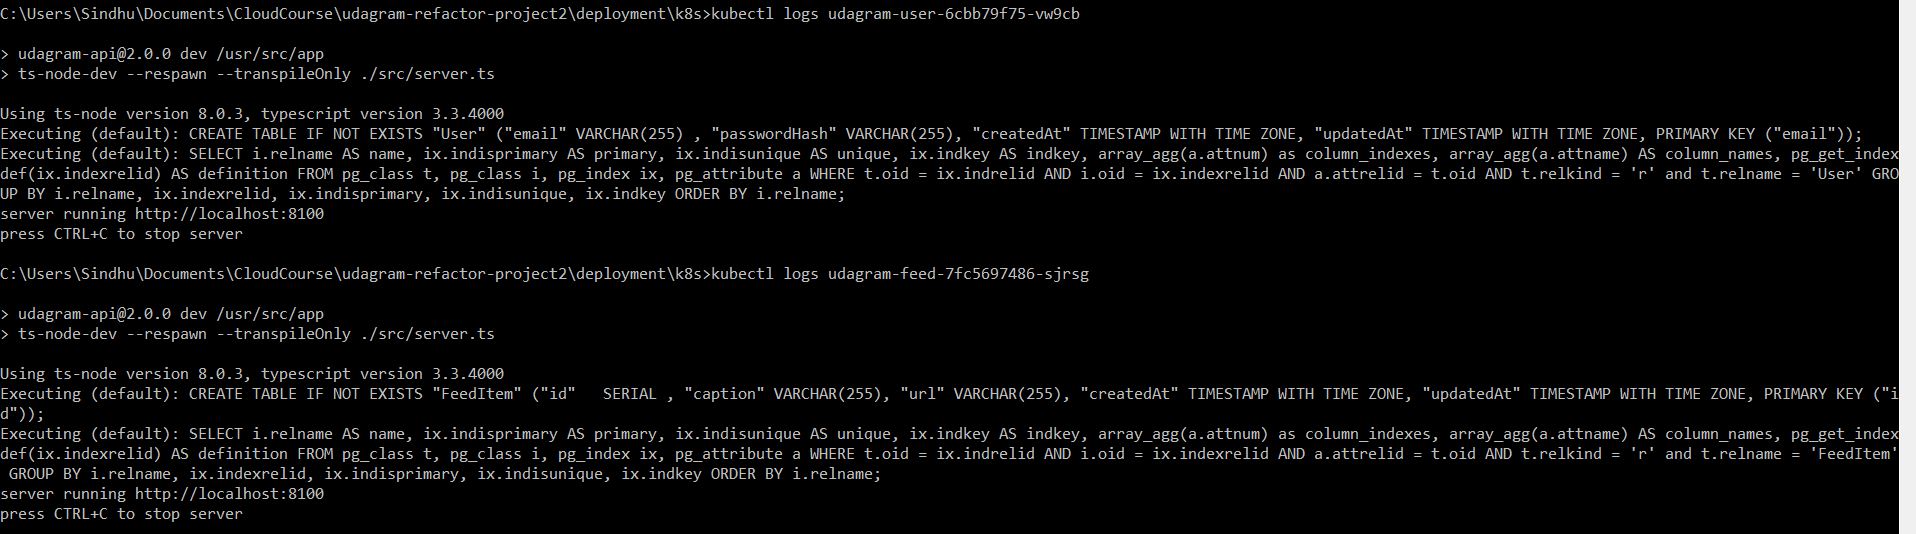 C:\Users\Sindhu\Documents\CloudCourse\udagram-refactor-project2\deployment\k8s>kubectl logs udagram-user-6cbb79f75-vw9cb
> udagram-api@2.0.0 dev /usr/src/app
> ts-node-dev --respawn --transpileOnly ./src/server.ts
Using ts-node version 8.0.3, typescript version 3.3.4000
Executing (default): CREATE TABLE IF NOT EXISTS "User" ("email" VARCHAR(255) , "passwordHash" VARCHAR(255), "createdAt" TIMESTAMP WITH TIME ZONE, "updatedAt" TIMESTAMP WITH TIME ZONE, PRIMARY KEY ("email"));
Executing (default): SELECT i.relname AS name, ix.indisprimary AS primary, ix.indisunique AS unique, ix.indkey AS indkey, array_agg(a.attnum) as column_indexes, array_agg(a.attname) AS column_names, pg_get_index
def(ix.indexrelid) AS definition FROM pg_class t, pg_class i, pg_index ix, pg_attribute a WHERE t.oid = ix.indrelid AND i.oid = ix.indexrelid AND a.attrelid = t.oid AND t.relkind = 'r' and t.relname = 'User' GRO
UP BY i.relname, ix.indexrelid, ix.indisprimary, ix.indisunique, ix.indkey ORDER BY i.relname;
server running http://localhost:8100
press CTRL+C to stop server
C:\Users\Sindhu\Documents\CloudCourse\udagram-refactor-project2\deployment\k8s>kubectl logs udagram-feed-7fc5697486-sjrsg
> udagram-api@2.0.0 dev /usr/src/app
> ts-node-dev --respawn --transpileOnly ./src/server.ts
Using ts-node version 8.0.3, typescript version 3.3.4000
Executing (default): CREATE TABLE IF NOT EXISTS "FeedItem" ("id"   SERIAL , "caption" VARCHAR(255), "url" VARCHAR(255), "createdAt" TIMESTAMP WITH TIME ZONE, "updatedAt" TIMESTAMP WITH TIME ZONE, PRIMARY KEY ("i
d"));
Executing (default): SELECT i.relname AS name, ix.indisprimary AS primary, ix.indisunique AS unique, ix.indkey AS indkey, array_agg(a.attnum) as column_indexes, array_agg(a.attname) AS column_names, pg_get_index
def(ix.indexrelid) AS definition FROM pg_class t, pg_class i, pg_index ix, pg_attribute a WHERE t.oid = ix.indrelid AND i.oid = ix.indexrelid AND a.attrelid = t.oid AND t.relkind = 'r' and t.relname = 'FeedItem'
 GROUP BY i.relname, ix.indexrelid, ix.indisprimary, ix.indisunique, ix.indkey ORDER BY i.relname;
server running http://localhost:8100
press CTRL+C to stop server